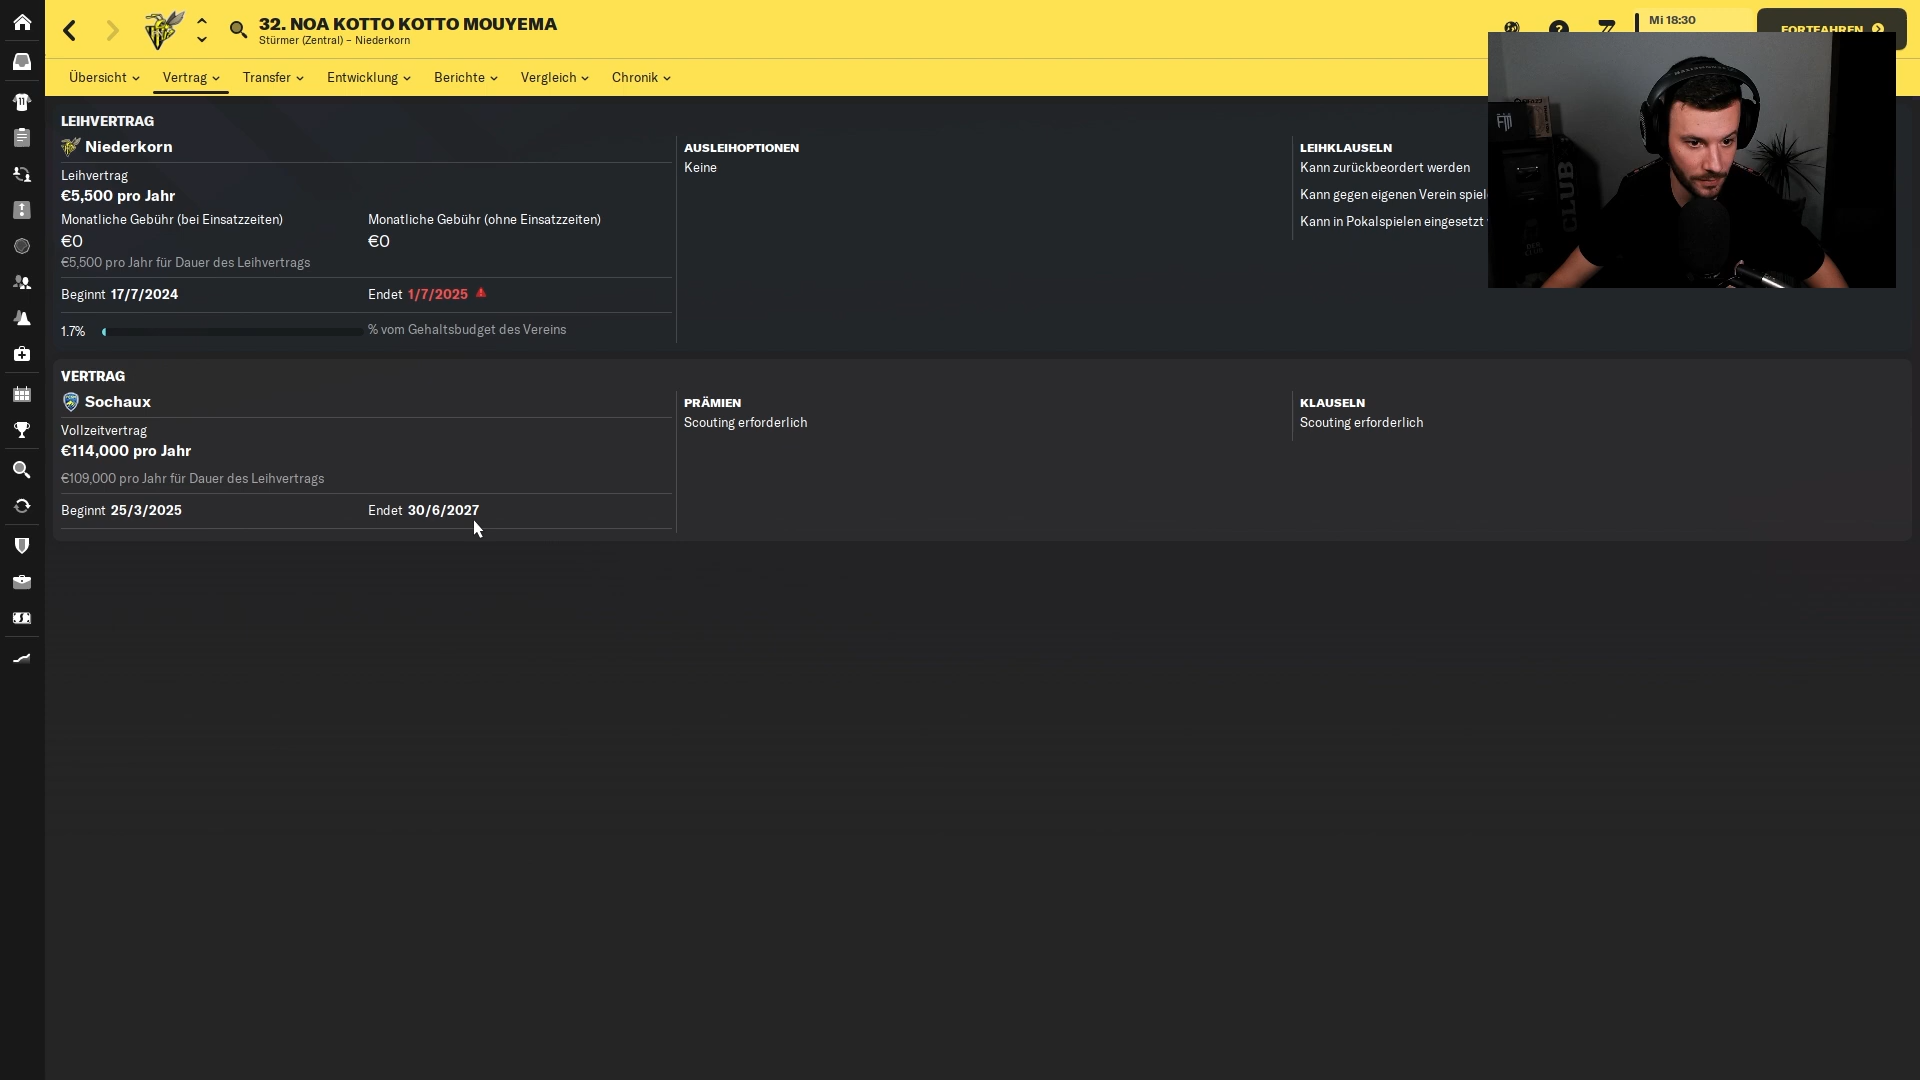 32. NOA KOTTO KOTTO MOUYEMA
Stürmer (Zentral) – Niederkorn
Mi 18:30
FORTFAHREN
Übersicht
Vertrag
Transfer
Entwicklung
Berichte
Vergleich
Chronik
LEIHVERTRAG
Niederkorn
Leihvertrag
€5,500 pro Jahr
Monatliche Gebühr (bei Einsatzzeiten)
Monatliche Gebühr (ohne Einsatzzeiten)
€0
€0
€5,500 pro Jahr für Dauer des Leihvertrags
Beginnt 17/7/2024
Endet 1/7/2025
1.7%
% vom Gehaltsbudget des Vereins
AUSLEIHOPTIONEN
Keine
LEIHKLAUSELN
Kann zurückbeordert werden
Kann gegen eigenen Verein
Kann in Pokalspielen eingesetzt
CLUB
VERTRAG
Sochaux
Vollzeitvertrag
€114,000 pro Jahr
€109,000 pro Jahr für Dauer des Leihvertrags
Beginnt 25/3/2025
Endet 30/6/2027
PRÄMIEN
Scouting erforderlich
KLAUSELN
Scouting erforderlich